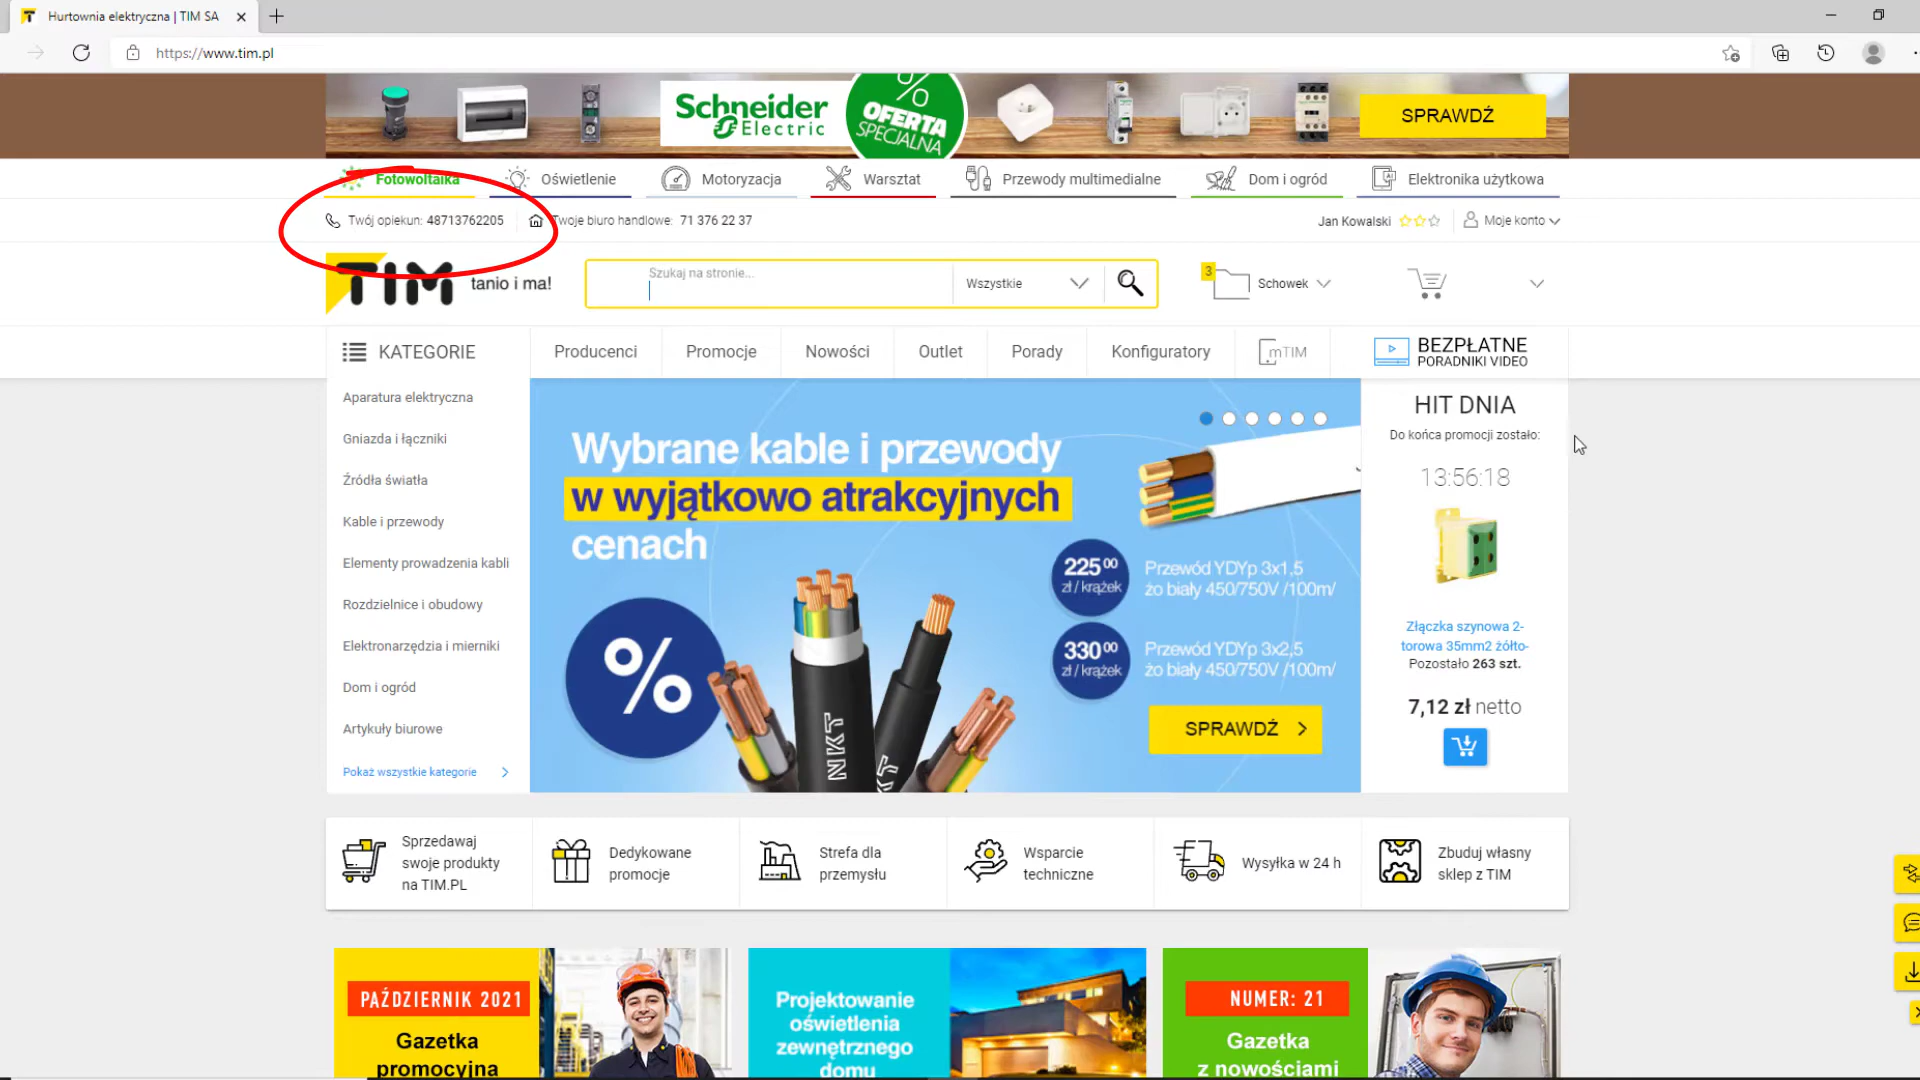 Hurtownia elektryczna | TIM SA
https://www.tim.pl
Schneider Electric
%
OFERTA
SPECJALNA
SPRAWDŹ
Fotowoltaika
Oświetlenie
Motoryzacja
Warsztat
Przewody multimedialne
Dom i ogród
Elektronika użytkowa
Twój opiekun: 48713762205
Twoje biuro handlowe: 71 376 22 37
Jan Kowalski
Moje konto
TIM
tanio i ma!
Szukaj na stronie...
Wszystkie
3
Schowek
KATEGORIE
Producenci
Promocje
Nowości
Outlet
Porady
Konfiguratory
mTIM
BEZPŁATNE
PORADNIKI VIDEO
Aparatura elektryczna
Gniazda i łączniki
Źródła światła
Kable i przewody
Elementy prowadzenia kabli
Rozdzielnice i obudowy
Elektronarzędzia i mierniki
Dom i ogród
Artykuły biurowe
Pokaż wszystkie kategorie
Wybrane kable i przewody
w wyjątkowo atrakcyjnych
cenach
%
NKT
225 00
zł / krążek
Przewód YDYp 3x1,5
żo biały 450/750V /100m/
330 00
zł / krążek
Przewód YDYp 3x2,5
żo biały 450/750V /100m/
SPRAWDŹ
HIT DNIA
Do końca promocji zostało:
13:56:18
Złączka szynowa 2-
torowa 35mm2 żółto-
Pozostało 263 szt.
7,12 zł netto
Sprzedawaj
swoje produkty
na TIM.PL
Dedykowane
promocje
Strefa dla
przemysłu
Wsparcie
techniczne
Wysyłka w 24 h
Zbuduj własny
sklep z TIM
PAŹDZIERNIK 2021
Gazetka
promocyjna
Projektowanie
oświetlenia
zewnętrznego
domu
NUMER: 21
Gazetka
z nowościami